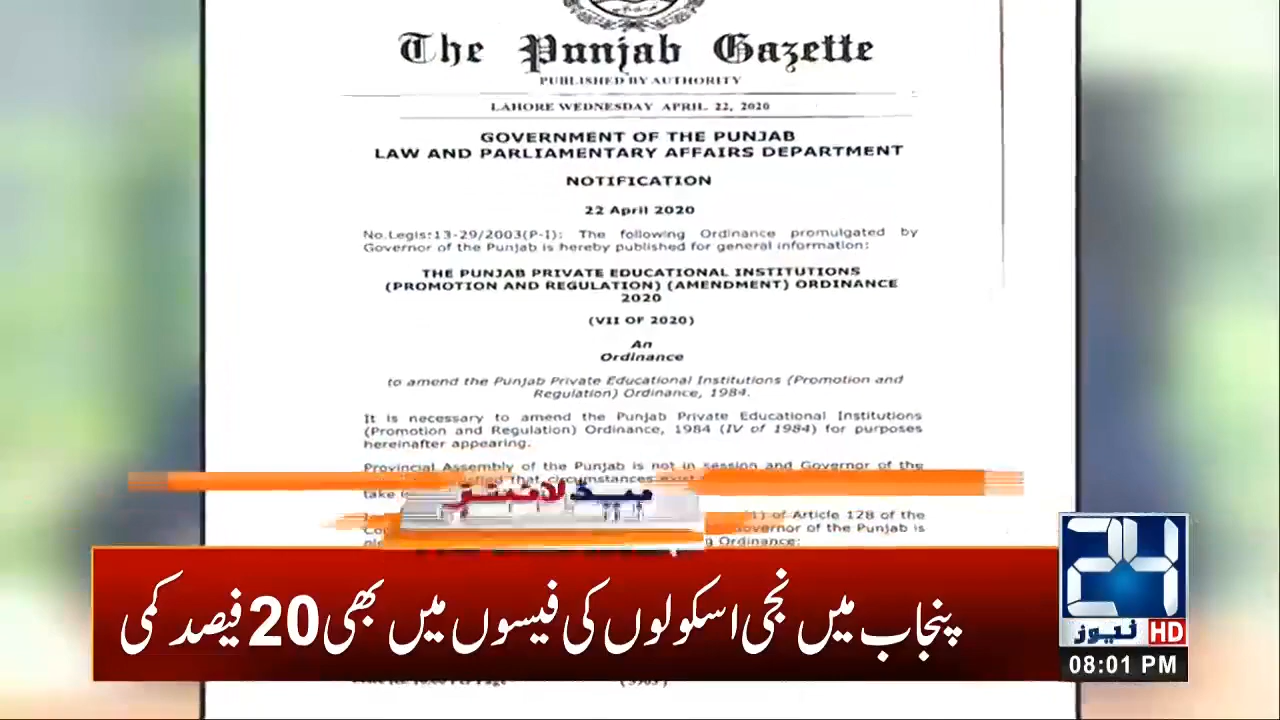 The Punjab Gazette
PUBLISHED BY AUTHORITY
LAHORE WEDNESDAY APRIL 22, 2020
GOVERNMENT OF THE PUNJAB
LAW AND PARLIAMENTARY AFFAIRS DEPARTMENT
NOTIFICATION
22 April 2020
No.Legis:13-29/2003(P-I): The following Ordinance promulgated by
Governor of the Punjab is hereby published for general information:
THE PUNJAB PRIVATE EDUCATIONAL INSTITUTIONS
(PROMOTION AND REGULATION) (AMENDMENT) ORDINANCE
2020
(VII OF 2020)
An
Ordinance
to amend the Punjab Private Educational Institutions (Promotion and
Regulation) Ordinance, 1984.
It is necessary to amend the Punjab Private Educational Institutions
(Promotion and Regulation) Ordinance, 1984 (IV of 1984) for purposes
hereinafter appearing.
Provincial Assembly of the Punjab is not in session and Governor of the
that circumstances exist
take
of Article 128 of the
Governor of the Punjab is
Ordinance:
ہیڈ لائینز
پنجاب میں نجی اسکولوں کی فیسوں میں بھی 20 فیصد کمی
24
نیوز HD
08:01 PM